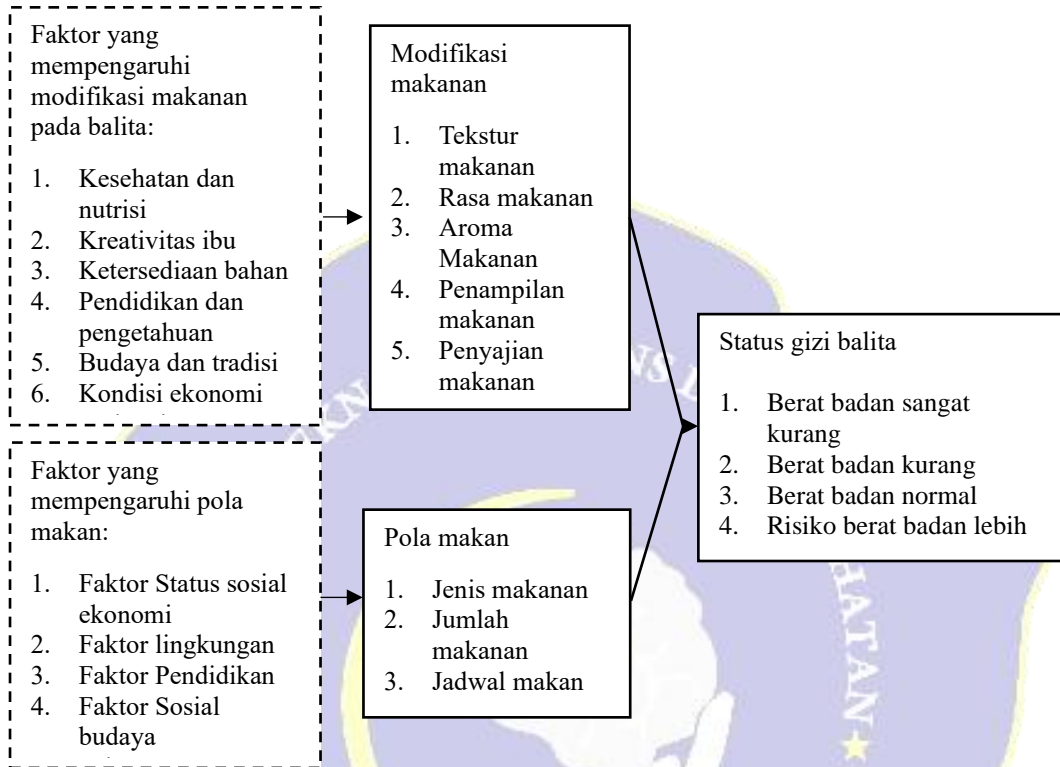 Faktor yang
mempengaruhi
modifikasi makanan
pada balita:
1. Kesehatan dan
nutrisi
2. Kreativitas ibu
3. Ketersediaan bahan
4. Pendidikan dan
pengetahuan
5. Budaya dan tradisi
6. Kondisi ekonomi
Modifikasi
makanan
1. Tekstur
makanan
2. Rasa makanan
3. Aroma
Makanan
4. Penampilan
makanan
5. Penyajian
makanan
Faktor yang
mempengaruhi pola
makan:
1. Faktor Status sosial
ekonomi
2. Faktor lingkungan
3. Faktor Pendidikan
4. Faktor Sosial
budaya
Pola makan
1. Jenis makanan
2. Jumlah
makanan
3. Jadwal makan
Status gizi balita
1. Berat badan sangat
kurang
2. Berat badan kurang
3. Berat badan normal
4. Risiko berat badan lebih